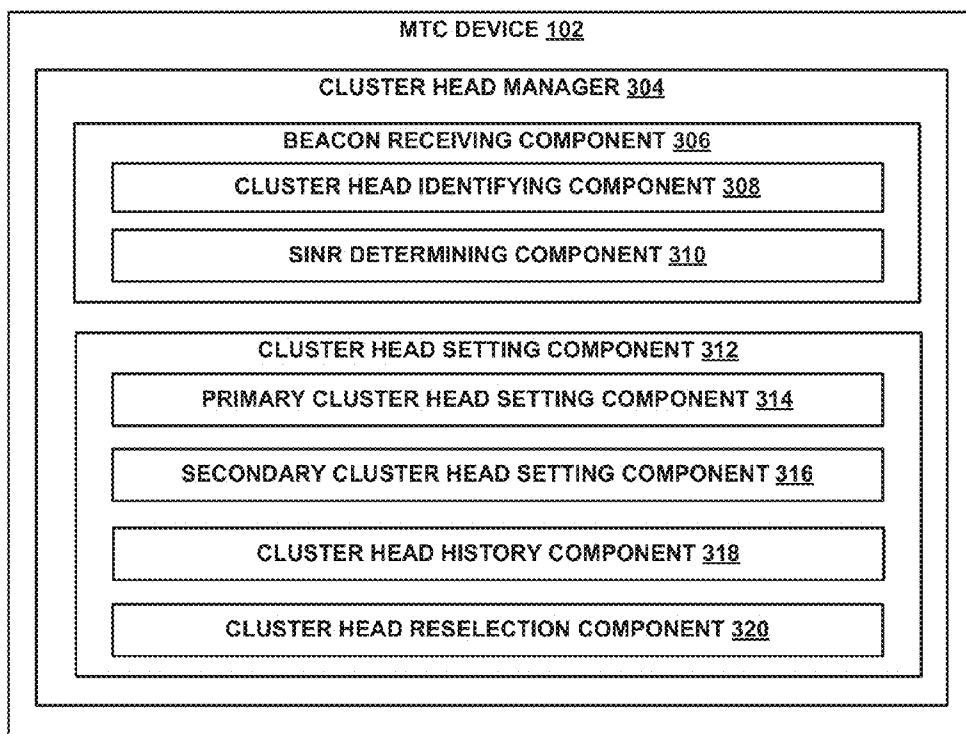 MTC DEVICE 102
CLUSTER HEAD MANAGER 304
BEACON RECEIVING COMPONENT 306
CLUSTER HEAD IDENTIFYING COMPONENT 308
SINR DETERMINING COMPONENT 310
CLUSTER HEAD SETTING COMPONENT 312
PRIMARY CLUSTER HEAD SETTING COMPONENT 314
SECONDARY CLUSTER HEAD SETTING COMPONENT 316
CLUSTER HEAD HISTORY COMPONENT 318
CLUSTER HEAD RESELECTION COMPONENT 320